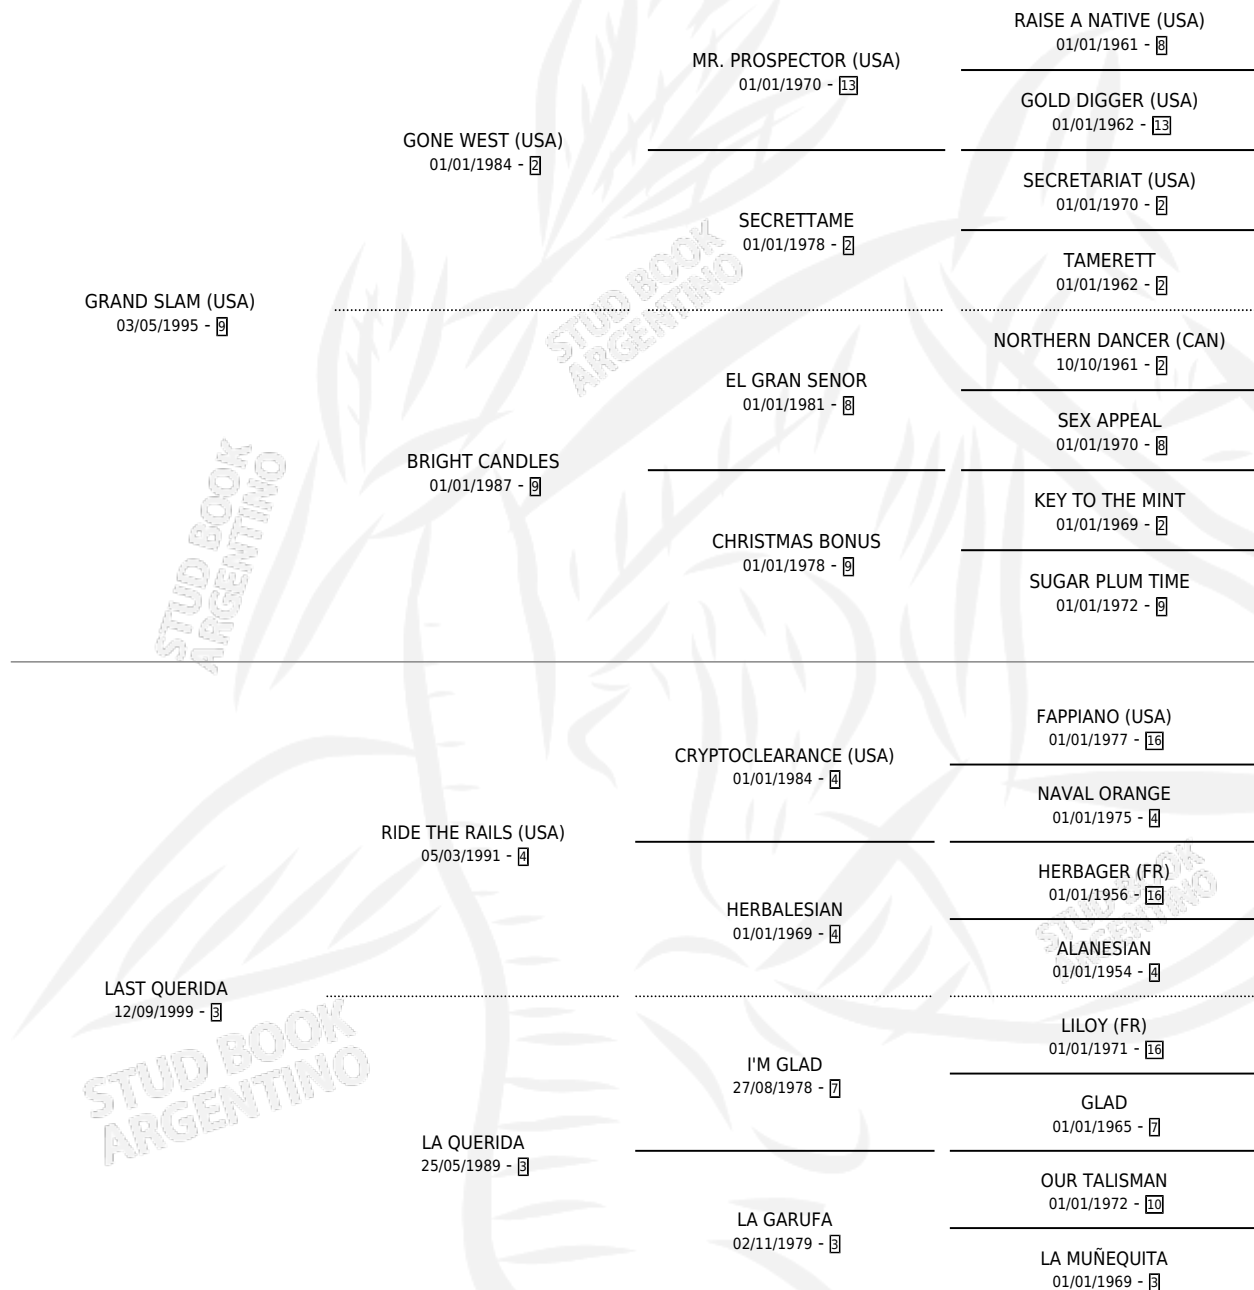 RAISE A NATIVE (USA)
01/01/1961 - 8
MR. PROSPECTOR (USA)
01/01/1970 - 13
GOLD DIGGER (USA)
01/01/1962 - 13
GONE WEST (USA)
01/01/1984 - 2
SECRETARIAT (USA)
01/01/1970 - 2
SECRETTAME
01/01/1978 - 2
TAMERETT
01/01/1962 - 2
GRAND SLAM (USA)
03/05/1995 - 9
NORTHERN DANCER (CAN)
10/10/1961 - 2
EL GRAN SENOR
01/01/1981 - 8
SEX APPEAL
01/01/1970 - 8
BRIGHT CANDLES
01/01/1987 - 9
KEY TO THE MINT
01/01/1969 - 2
CHRISTMAS BONUS
01/01/1978 - 9
SUGAR PLUM TIME
01/01/1972 - 9
FAPPIANO (USA)
01/01/1977 - 16
CRYPTOCLEARANCE (USA)
01/01/1984 - 4
NAVAL ORANGE
01/01/1975 - 4
RIDE THE RAILS (USA)
05/03/1991 - 4
HERBAGER (FR)
01/01/1956 - 16
HERBALESIAN
01/01/1969 - 4
ALANESIAN
01/01/1954 - 4
LAST QUERIDA
12/09/1999 - 3
LILOY (FR)
01/01/1971 - 16
I'M GLAD
27/08/1978 - 7
GLAD
01/01/1965 - 7
LA QUERIDA
25/05/1989 - 3
OUR TALISMAN
01/01/1972 - 10
LA GARUFA
02/11/1979 - 3
LA MUÑEQUITA
01/01/1969 - 3
STUD BOOK
ARGENTINO
STUD BOOK
ARGENTINO
STUD BOOK
ARGENTINO
STUD BOOK
ARGENTINO